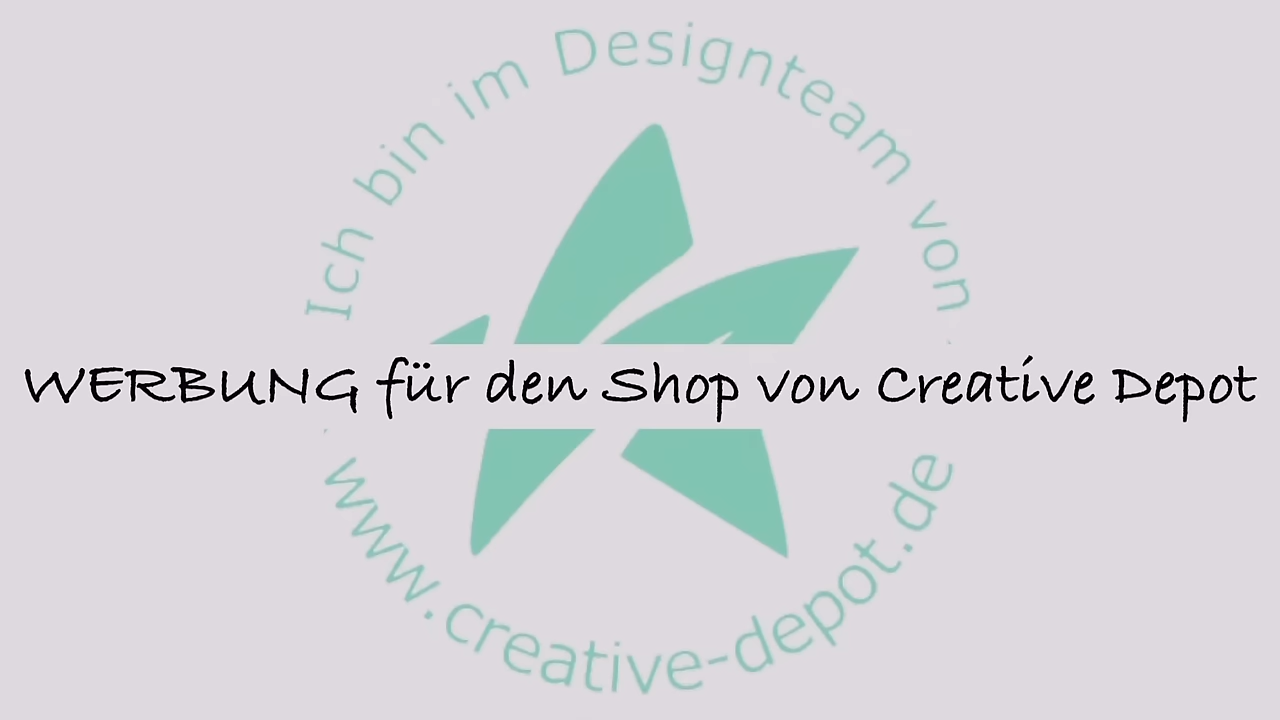 Ich bin im Designteam von
WERBUNG für den Shop von Creative Depot
www.creative-depot.de